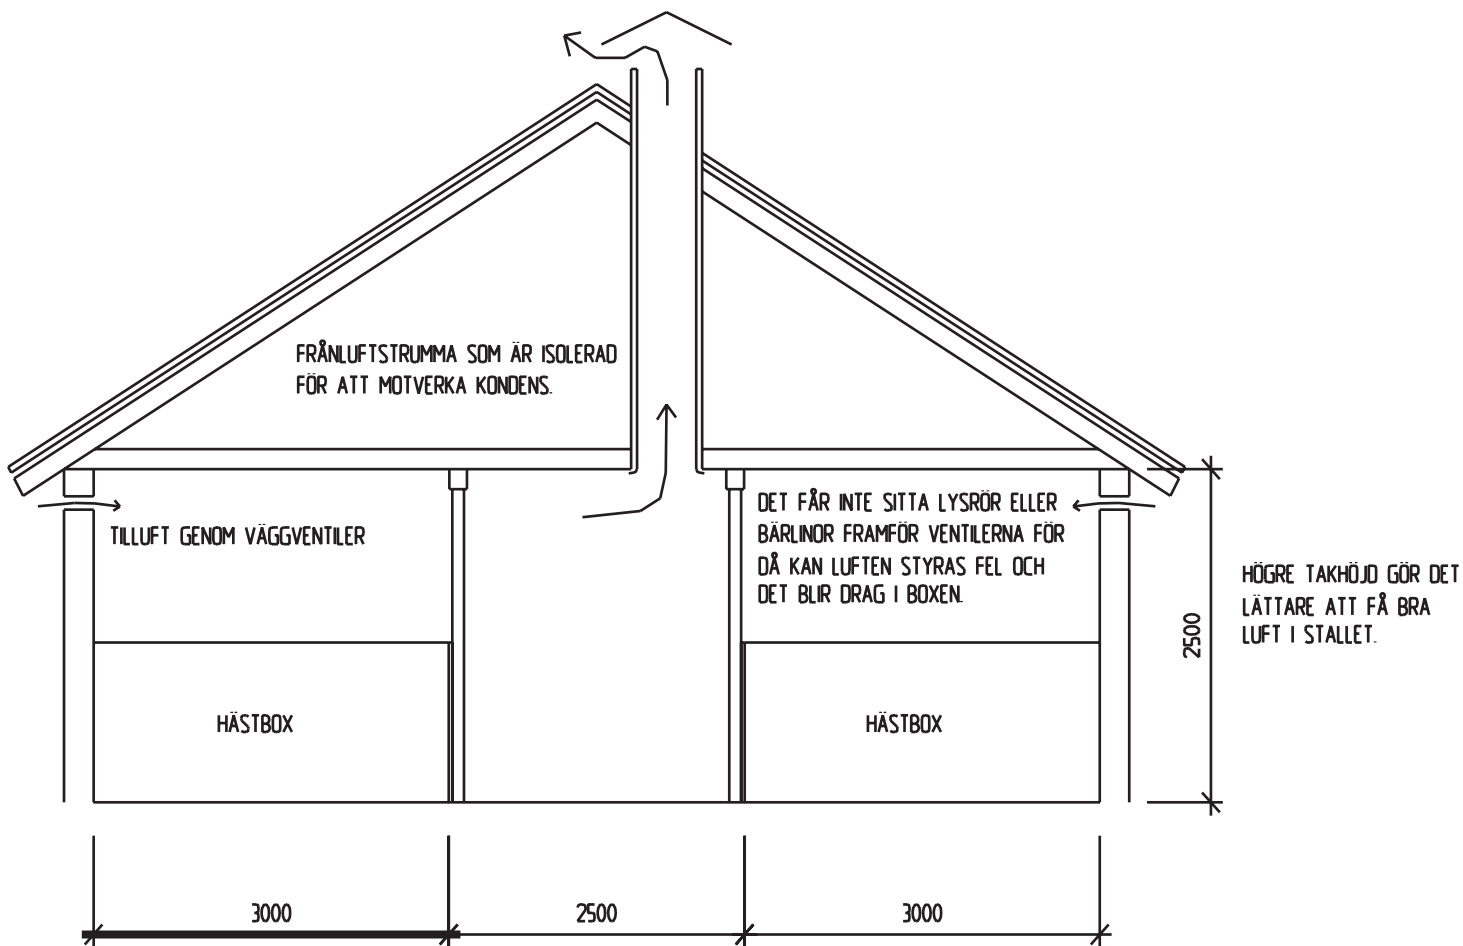 FRÅNLUFTSTRUMMA SOM ÄR ISOLERAD
FÖR ATT MOTVERKA KONDENS.
TILLUFT GENOM VÄGGVENTILER
DET FÅR INTE SITTA LYSRÖR ELLER
BÄRLINOR FRAMFÖR VENTILERNA FÖR
DÅ KAN LUFTEN STYRAS FEL OCH
DET BLIR DRAG I BOXEN.
HÖGRE TAKHÖJD GÖR DET
LÄTTARE ATT FÅ BRA
LUFT I STALLET.
2500
HÄSTBOX
HÄSTBOX
3000
2500
3000